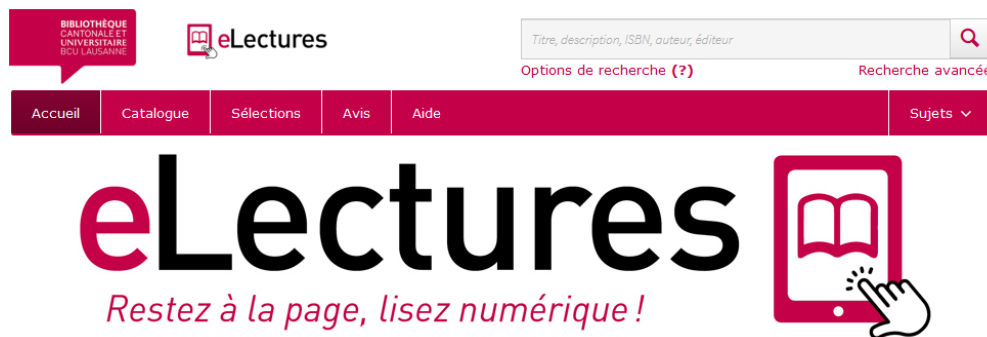 BIBLIOTHÈQUE
CANTONALE ET
UNIVERSITAIRE
BCU LAUSANNE
eLectures
Titre, description, ISBN, auteur, éditeur
Options de recherche (?)
Recherche avancée
Accueil
Catalogue
Sélections
Avis
Aide
Sujets
eLectures
Restez à la page, lisez numérique !